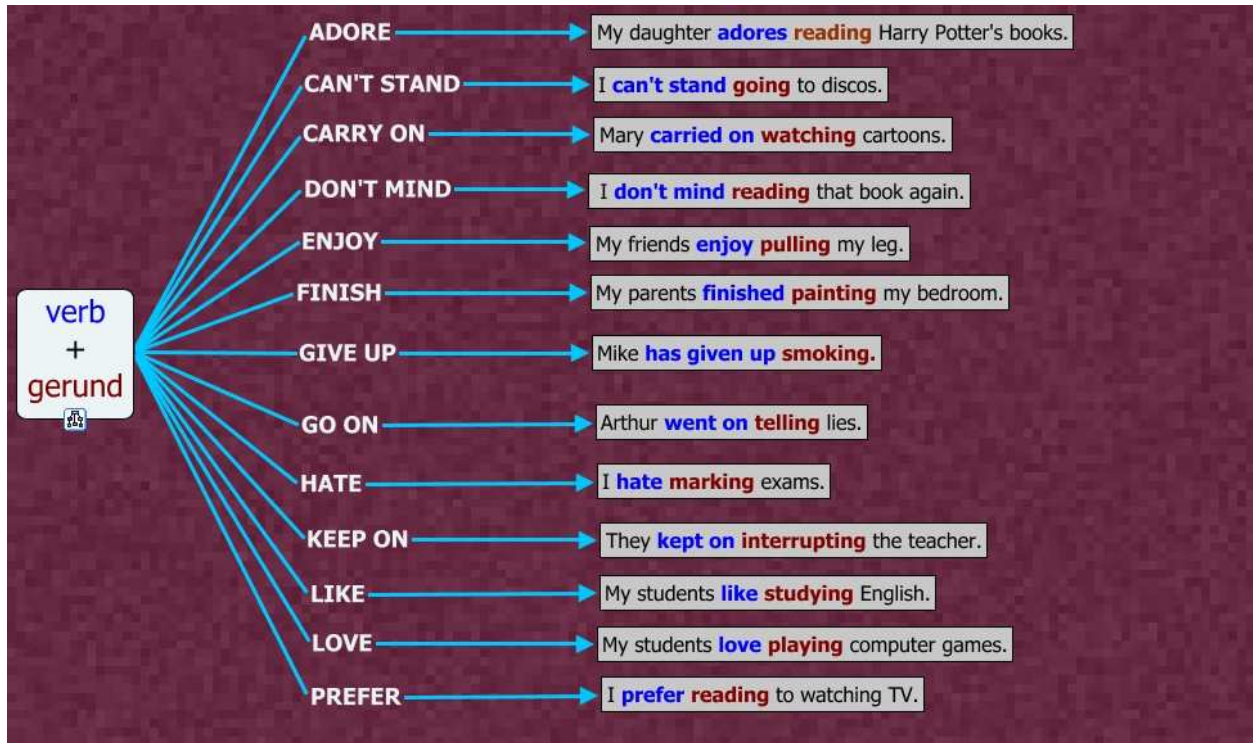 verb
+
gerund
ADORE
My daughter adores reading Harry Potter's books.
CAN'T STAND
I can't stand going to discos.
CARRY ON
Mary carried on watching cartoons.
DON'T MIND
I don't mind reading that book again.
ENJOY
My friends enjoy pulling my leg.
FINISH
My parents finished painting my bedroom.
GIVE UP
Mike has given up smoking.
GO ON
Arthur went on telling lies.
HATE
I hate marking exams.
KEEP ON
They kept on interrupting the teacher.
LIKE
My students like studying English.
LOVE
My students love playing computer games.
PREFER
I prefer reading to watching TV.